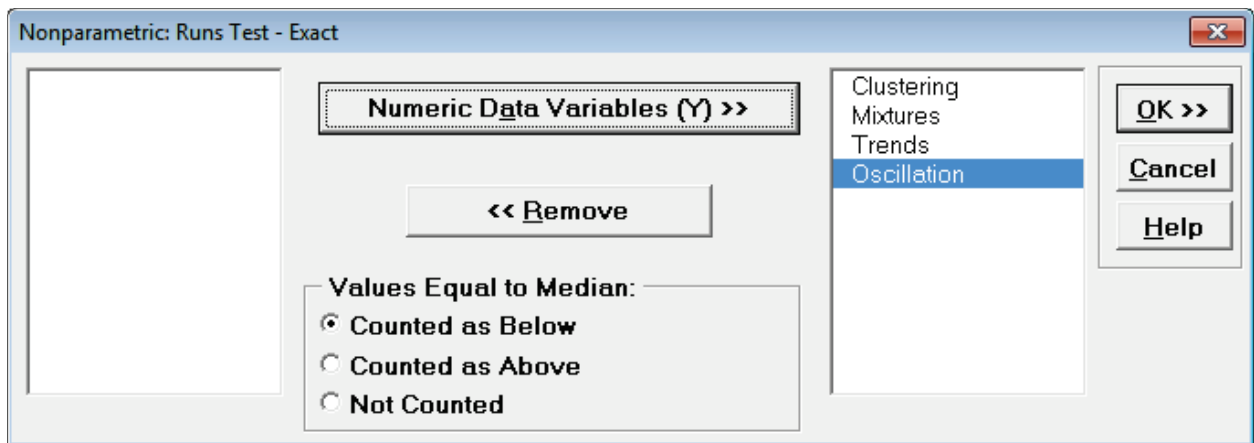 Nonparametric: Runs Test - Exact
Numeric Data Variables (Y) >>
<< Remove
Values Equal to Median:
Counted as Below
Counted as Above
Not Counted
Clustering
Mixtures
Trends
Oscillation
OK >>
Cancel
Help